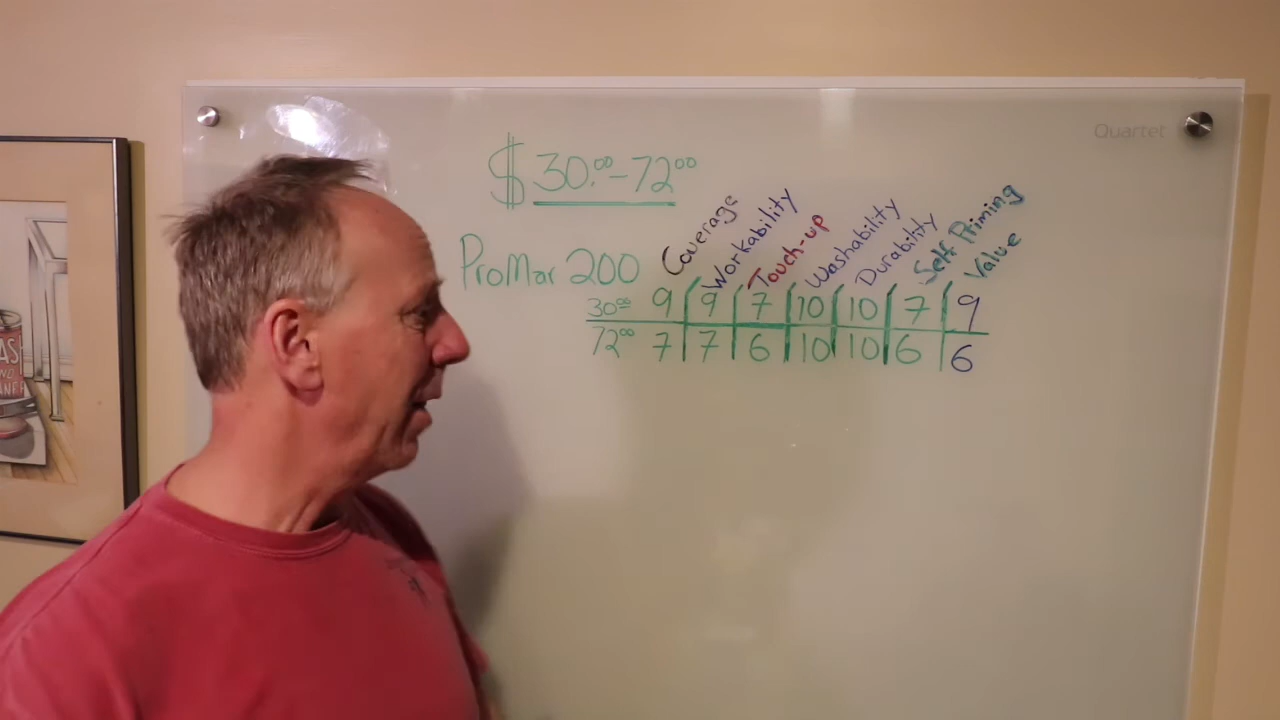 Quartet
$30.00-72.00
Coverage Workability Touch-up Washability Durability Self Priming Value
ProMar 200
30.00 9 9 7 10 10 7 9
72.00 7 7 6 10 10 6 6